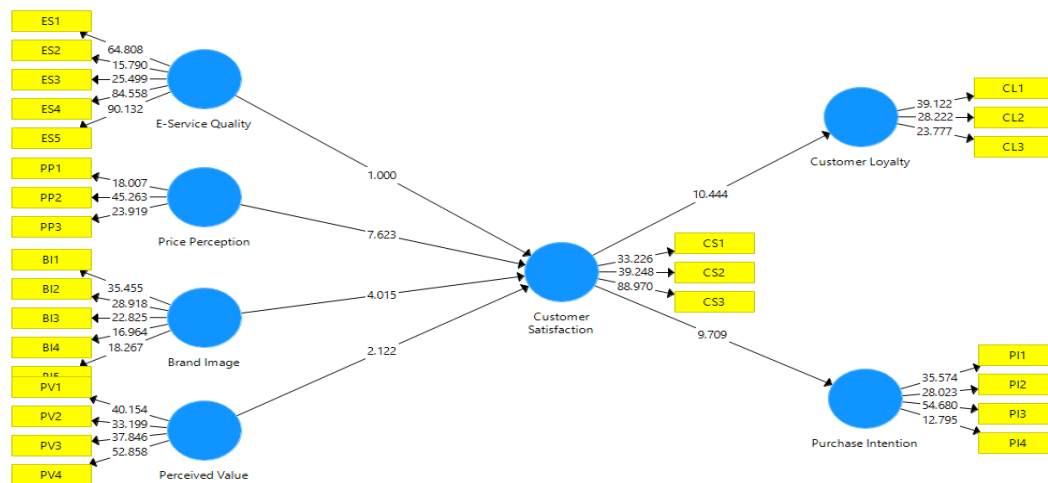 ES1
ES2
ES3
ES4
ES5
64.808
15.790
25.499
84.558
90.132
E-Service Quality
PP1
PP2
PP3
18.007
45.263
23.919
Price Perception
BI1
BI2
BI3
BI4
BI5
35.455
28.918
22.825
16.964
18.267
Brand Image
PV1
PV2
PV3
PV4
40.154
33.199
37.846
52.858
Perceived Value
1.000
7.623
4.015
2.122
Customer
Satisfaction
33.226
39.248
88.970
CS1
CS2
CS3
10.444
9.709
Customer Loyalty
39.122
28.222
23.777
CL1
CL2
CL3
Purchase Intention
35.574
28.023
54.680
12.795
PI1
PI2
PI3
PI4